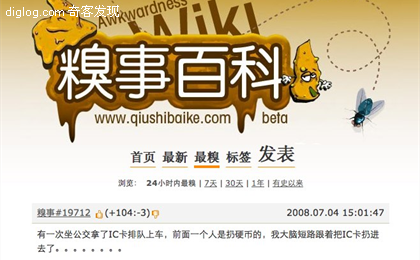 diglog.com 奇客发现
Awkwardness
Wiki
糗事百科
www.qiushibaike.com beta
首页 最新 最糗 标签 发表
浏览: 24小时内最糗 | 7天 | 30天 | 1年 | 有史以来
糗事#19712 (+104:-3) 2008.07.04 15:01:47
有一次坐公交拿了IC卡排队上车，前面一个人是扔硬币的，我大脑短路跟着把IC卡扔进
去了。。。。。。。。